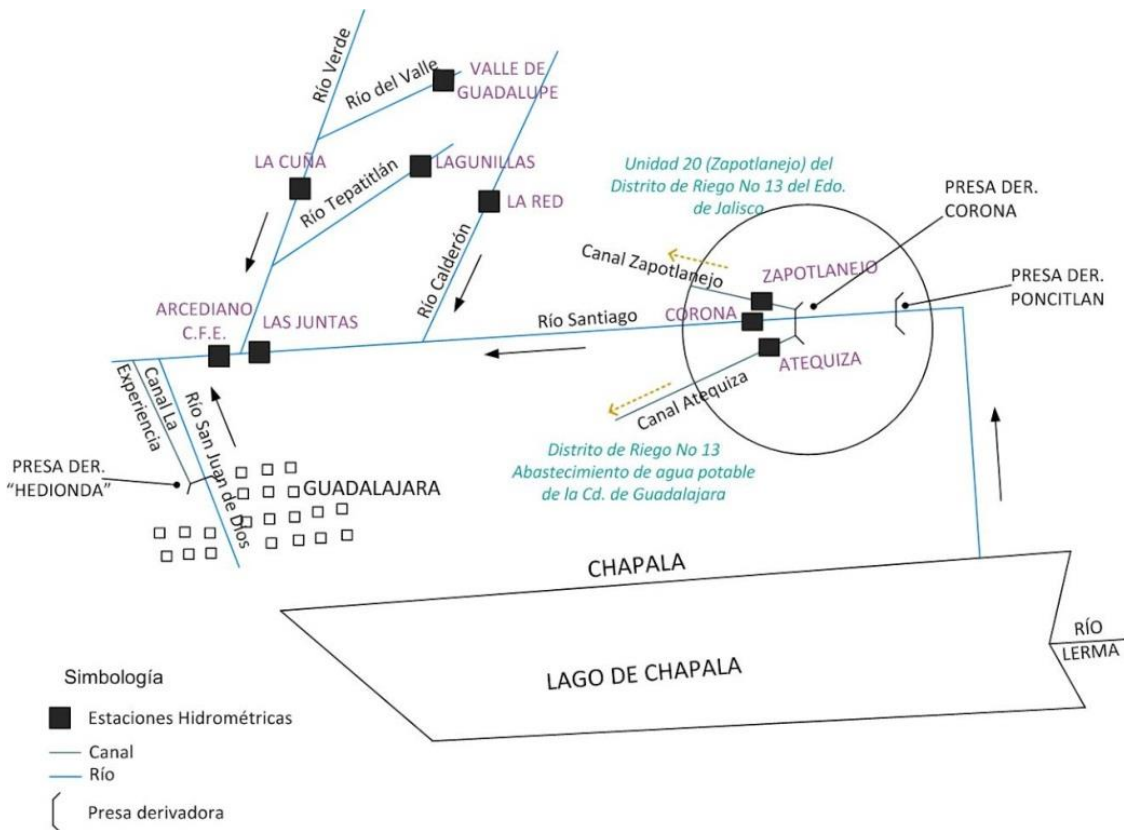 Río Verde
Río del Valle
VALLE DE
GUADALUPE
LA CUÑA
Río Tepatitlán
LAGUNILLAS
LA RED
Río Calderón
Unidad 20 (Zapotlanejo) del
Distrito de Riego No 13 del Edo.
de Jalisco
PRESA DER.
CORONA
Canal Zapotlanejo
ZAPOTLANEJO
PRESA DER.
PONCITLAN
ARCEDIANO
C.F.E.
LAS JUNTAS
Río Santiago
CORONA
ATEQUIZA
Canal Atequiza
Canal La
Experiencia
Río San Juan de Dios
Distrito de Riego No 13
Abastecimiento de agua potable
de la Cd. de Guadalajara
PRESA DER.
“HEDIONDA”
GUADALAJARA
CHAPALA
LAGO DE CHAPALA
RÍO
LERMA
Simbología
Estaciones Hidrométricas
Canal
Río
Presa derivadora